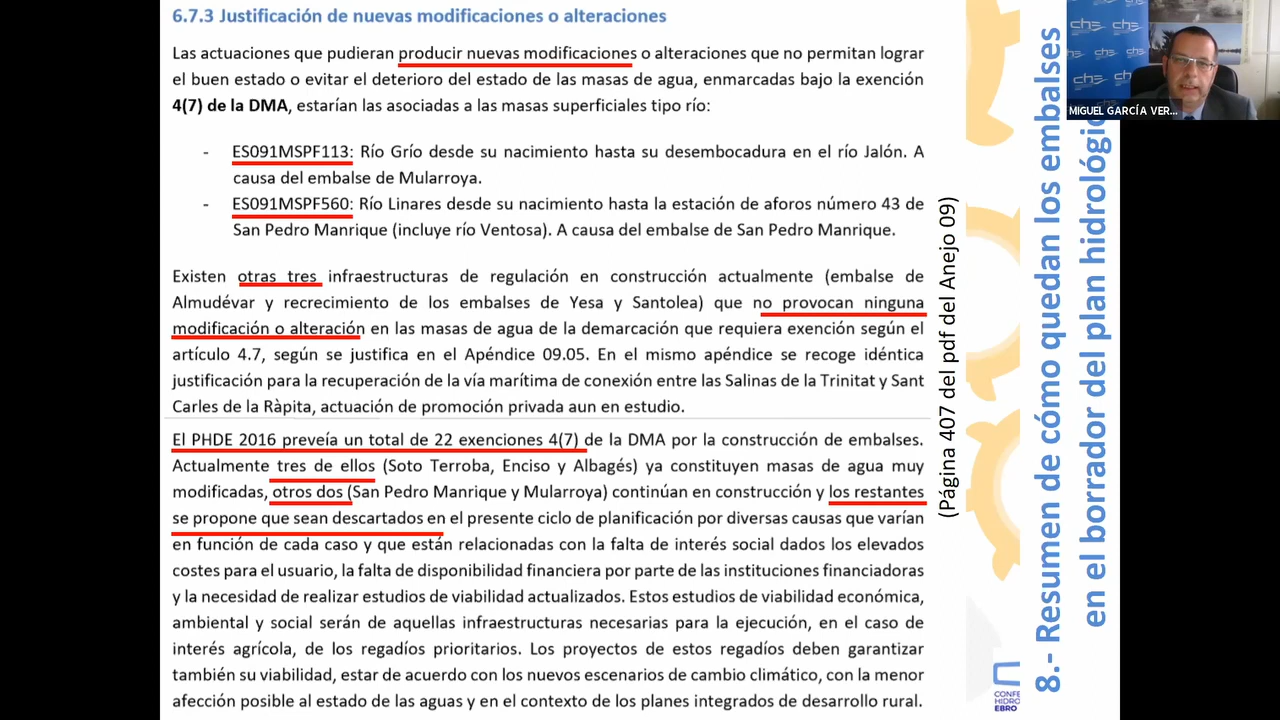 6.7.3 Justificación de nuevas modificaciones o alteraciones
Las actuaciones que pudieran producir nuevas modificaciones o alteraciones que no permitan lograr
el buen estado o evitar el deterioro del estado de las masas de agua, enmarcadas bajo la exención
4(7) de la DMA, estarían las asociadas a las masas superficiales tipo río:
- ES091MSPF113: Río Grio desde su nacimiento hasta su desembocadura en el río Jalón. A
causa del embalse de Mularroya.
- ES091MSPF560: Río Linares desde su nacimiento hasta la estación de aforos número 43 de
San Pedro Manrique (incluye río Ventosa). A causa del embalse de San Pedro Manrique.
Existen otras tres infraestructuras de regulación en construcción actualmente (embalse de
Almudévar y recrecimiento de los embalses de Yesa y Santolea) que no provocan ninguna
modificación o alteración en las masas de agua de la demarcación que requiera exención según el
artículo 4.7, según se justifica en el Apéndice 09.05. En el mismo apéndice se recoge idéntica
justificación para la recuperación de la vía marítima de conexión entre las Salinas de la Trinitat y Sant
Carles de la Ràpita, actuación de promoción privada aun en estudio.
El PHDE 2016 preveía un total de 22 exenciones 4(7) de la DMA por la construcción de embalses.
Actualmente tres de ellos (Soto Terroba, Enciso y Albagés) ya constituyen masas de agua muy
modificadas, otros dos (San Pedro Manrique y Mularroya) continúan en construcción y los restantes
se propone que sean descartados en el presente ciclo de planificación por diversas causas que varían
en función de cada caso y que están relacionadas con la falta de interés social dados los elevados
costes para el usuario, la falta de disponibilidad financiera por parte de las instituciones financiadoras
y la necesidad de realizar estudios de viabilidad actualizados. Estos estudios de viabilidad económica,
ambiental y social serán de aquellas infraestructuras necesarias para la ejecución, en el caso de
interés agrícola, de los regadíos prioritarios. Los proyectos de estos regadíos deben garantizar
también su viabilidad, estar de acuerdo con los nuevos escenarios de cambio climático, con la menor
afección posible al estado de las aguas y en el contexto de los planes integrados de desarrollo rural.
(Página 407 del pdf del Anejo 09)
8.- Resumen de cómo quedan los embalses
en el borrador del plan hidrológic
CONFE
HIDRO
EBRO
che
MIGUEL GARCÍA VER...